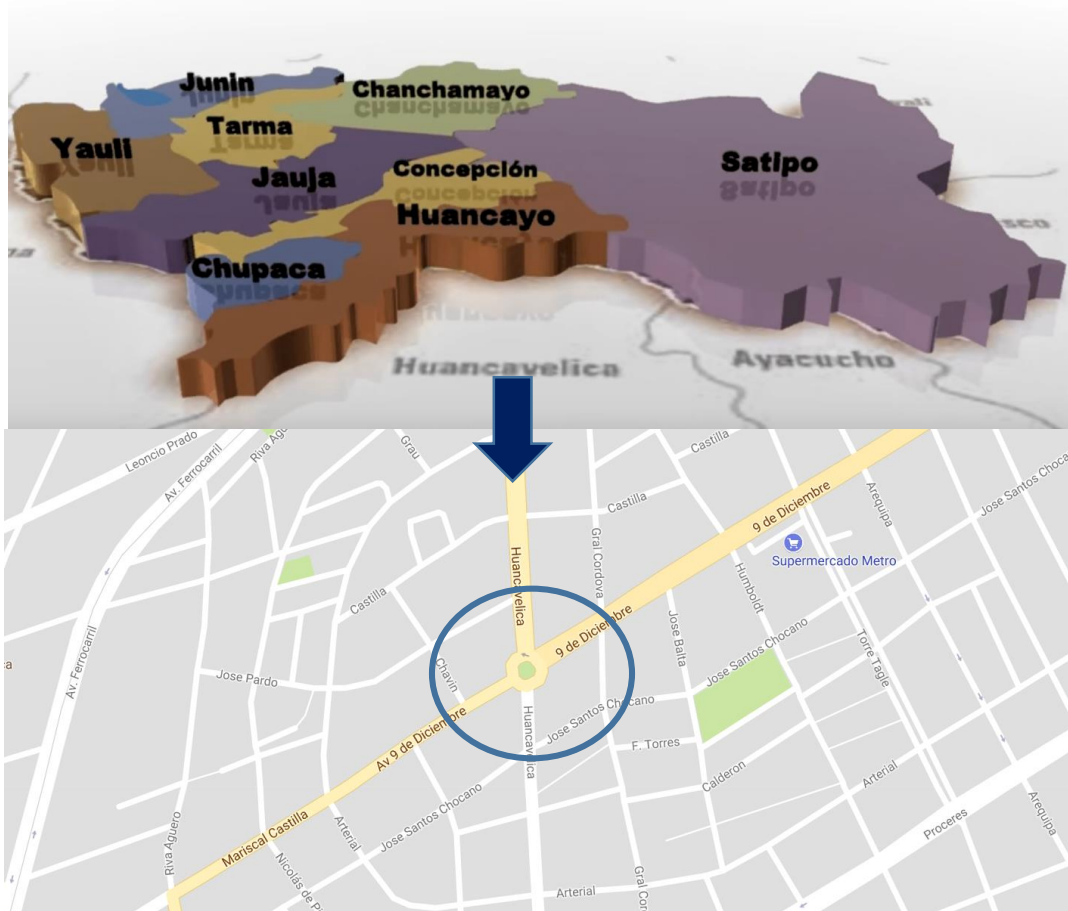 Junin
Chanchamayo
Tarma
Yauli
Satipo
Concepción
Jauja
Huancayo
Chupaca
Huancavelica
Ayacucho
Leoncio Prado
Av. Ferrocarril
Grau
Castilla
Castilla
9 de Diciembre
Arequipa
Jose Santos Choca
Supermercado Metro
Gral Cordova
Huancavelica
Humboldt
Castilla
9 de Diciembre
Jose Balta
Jose Santos Chocano
Torre Tagle
Av. Ferrocarril
Jose Pardo
Chavin
Jose Santos Chocano
Huancavelica
F. Torres
Av 9 de Diciembre
Calderon
Arterial
Jose Santos Chocano
Proceres
Arequipa
Mariscal Castilla
Arterial
Riva Aguero
Arterial